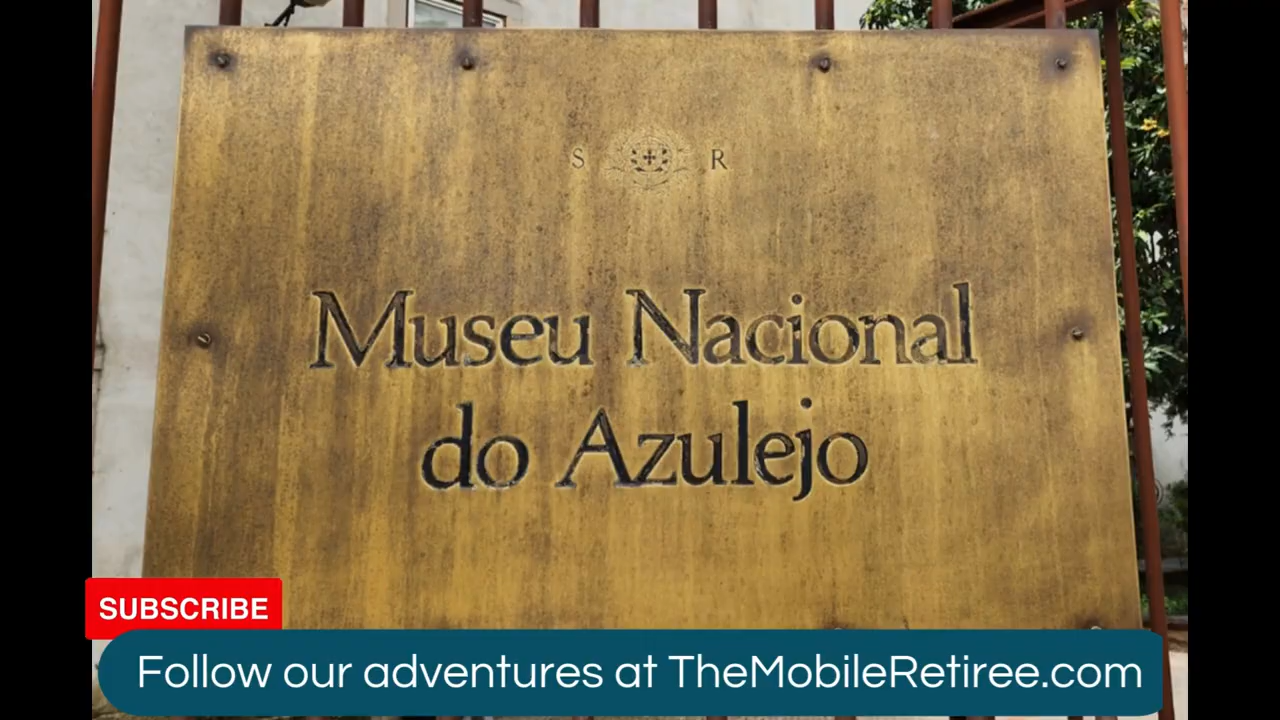 S R
Museu Nacional
do Azulejo
SUBSCRIBE
Follow our adventures at TheMobileRetiree.com